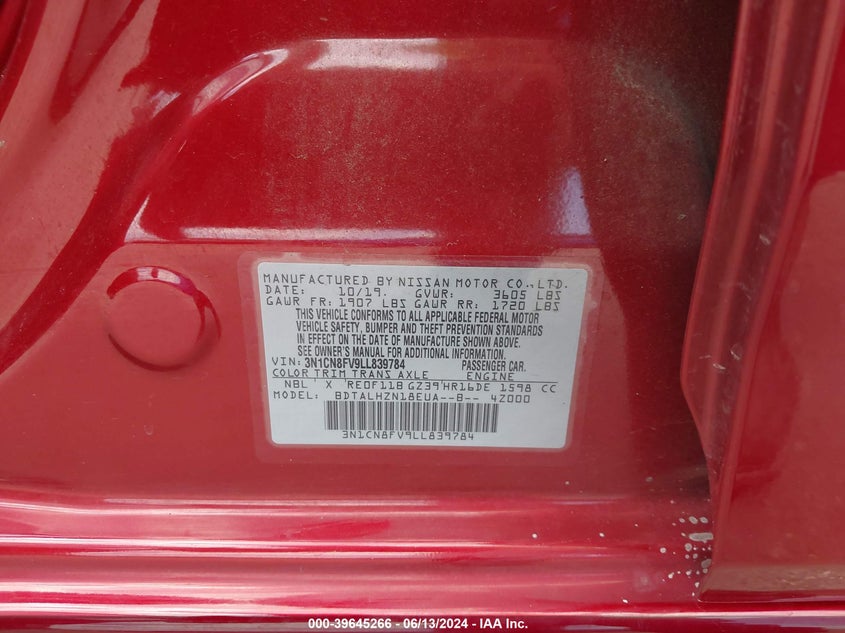 MANUFACTURED BY NISSAN MOTOR CO.,LTD.
DATE: 10/19. GVWR: 3605 LBS
GAWR FR: 1907 LBS GAWR RR: 1720 LBS
THIS VEHICLE CONFORMS TO ALL APPLICABLE FEDERAL MOTOR
VEHICLE SAFETY, BUMPER AND THEFT PREVENTION STANDARDS
IN EFFECT ON THE DATE OF MANUFACTURE SHOWN ABOVE.
SEE OWNER'S MANUAL FOR ADDITIONAL INFORMATION.
VIN: 3N1CN8FV9LL839784 PASSENGER CAR.
COLOR TRIM TRANS AXLE ENGINE
NBL X RE0F11B GZ39 HR16DE 1598 CC
MODEL: BDTALHZN18EUA--B-- 42000
3N1CN8FV9LL839784
000-39645266 - 06/13/2024 - IAA Inc.